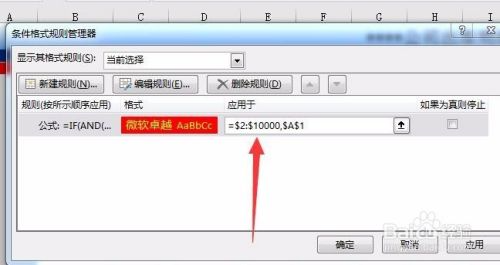 A B C D E F G H I
条件格式规则管理器
显示其格式规则(S): 当前选择
新建规则(N)... 编辑规则(E)... 删除规则(D)
规则(按所示顺序应用) 格式 应用于 如果为真则停止
公式: =IF(AND(... 微软卓越 AaBbCc =$2:$10000,$A$1
确定 取消 应用
Baidu 经验